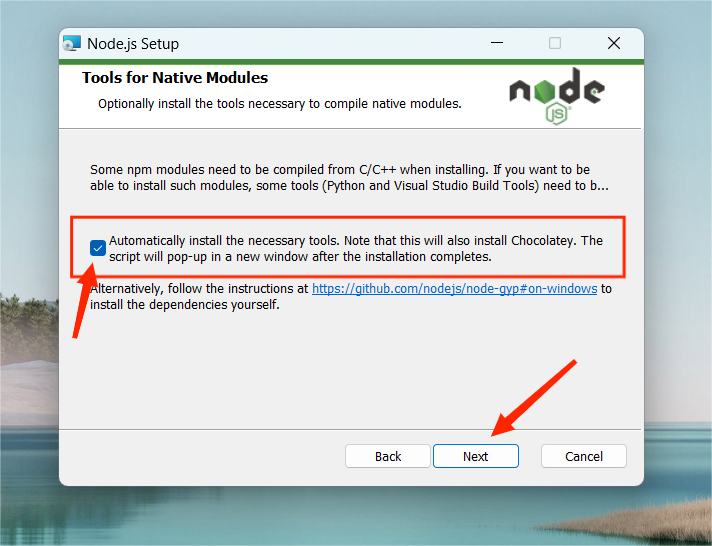 Node.js Setup
Tools for Native Modules
Optionally install the tools necessary to compile native modules.
node
JS
Some npm modules need to be compiled from C/C++ when installing. If you want to be
able to install such modules, some tools (Python and Visual Studio Build Tools) need to b...
Automatically install the necessary tools. Note that this will also install Chocolatey. The
script will pop-up in a new window after the installation completes.
Alternatively, follow the instructions at https://github.com/nodejs/node-gyp#on-windows to
install the dependencies yourself.
Back
Next
Cancel